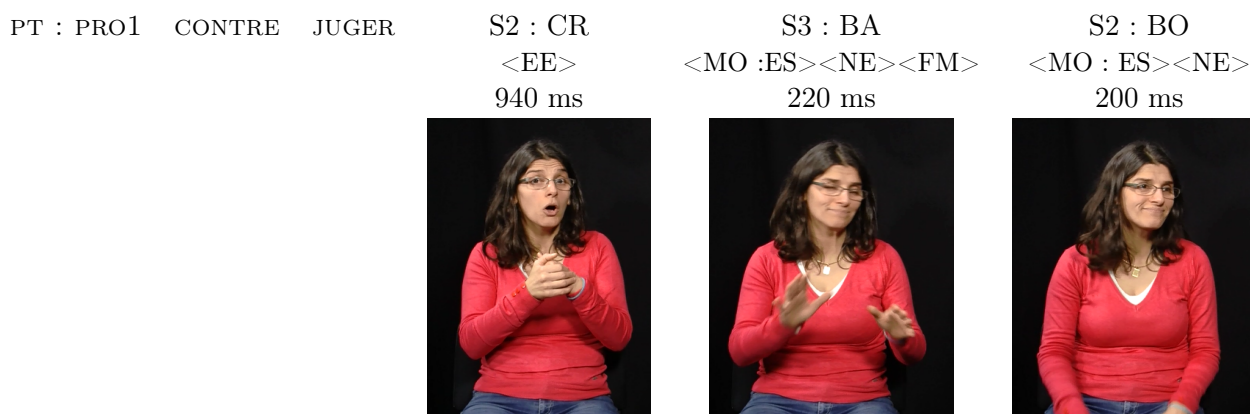 PT : PRO1 CONTRE JUGER S2 : CR S3 : BA S2 : BO
<EE> <MO :ES><NE><FM> <MO : ES><NE>
940 ms 220 ms 200 ms